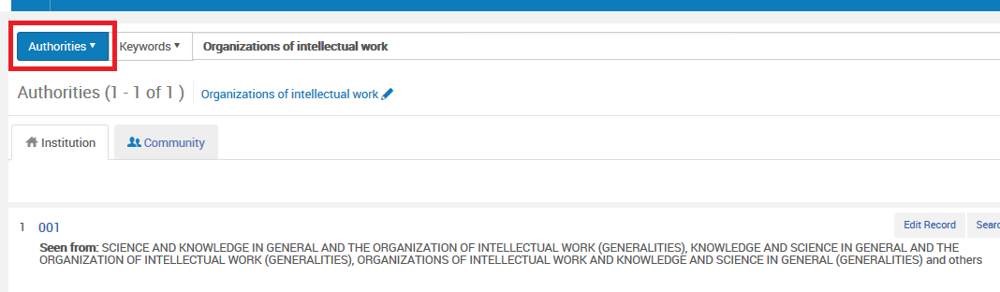 Authorities Keywords Organizations of intellectual work
Authorities (1 - 1 of 1 ) Organizations of intellectual work
Institution Community
1 001 Edit Record Searc
Seen from: SCIENCE AND KNOWLEDGE IN GENERAL AND THE ORGANIZATION OF INTELLECTUAL WORK (GENERALITIES), KNOWLEDGE AND SCIENCE IN GENERAL AND THE
ORGANIZATION OF INTELLECTUAL WORK (GENERALITIES), ORGANIZATIONS OF INTELLECTUAL WORK AND KNOWLEDGE AND SCIENCE IN GENERAL (GENERALITIES) and others